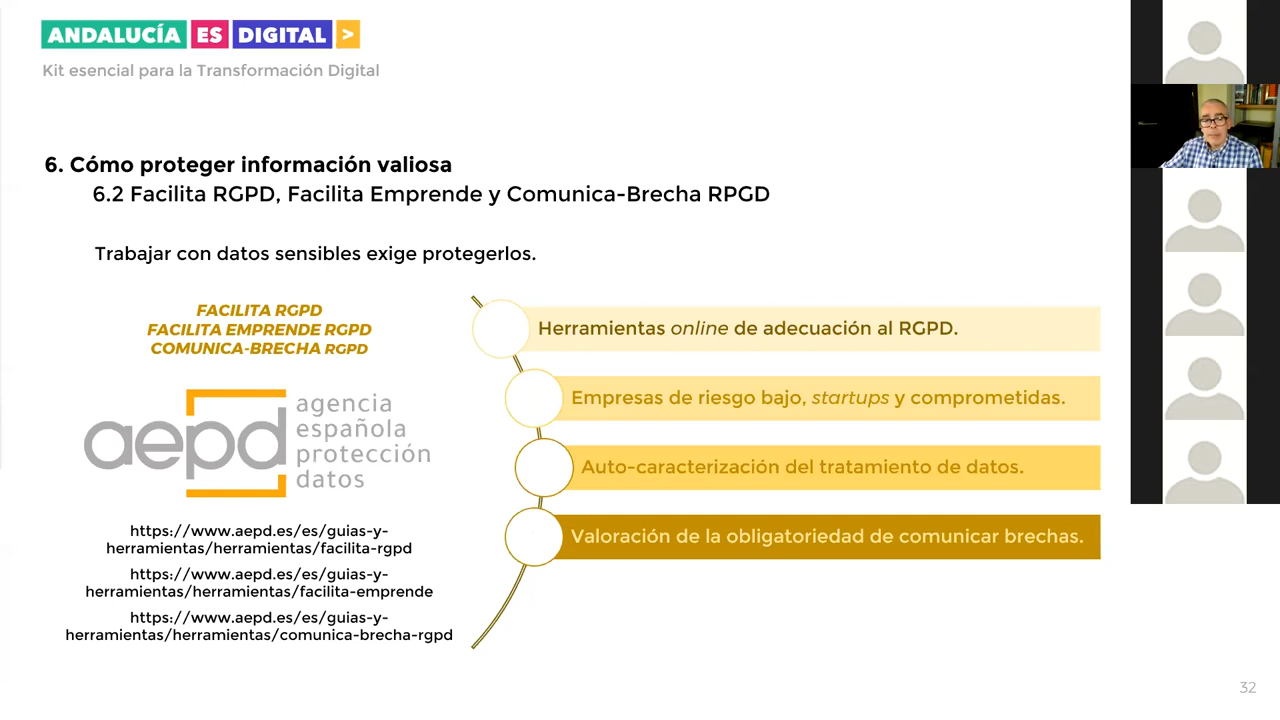 ANDALUCÍA ES DIGITAL >
Kit esencial para la Transformación Digital
6. Cómo proteger información valiosa
6.2 Facilita RGPD, Facilita Emprende y Comunica-Brecha RPGD
Trabajar con datos sensibles exige protegerlos.
FACILITA RGPD
FACILITA EMPRENDE RGPD
COMUNICA-BRECHA RGPD
aepd
agencia
española
protección
datos
https://www.aepd.es/es/guias-y-
herramientas/herramientas/facilita-rgpd
https://www.aepd.es/es/guias-y-
herramientas/herramientas/facilita-emprende
https://www.aepd.es/es/guias-y-
herramientas/herramientas/comunica-brecha-rgpd
Herramientas online de adecuación al RGPD.
Empresas de riesgo bajo, startups y comprometidas.
Auto-caracterización del tratamiento de datos.
Valoración de la obligatoriedad de comunicar brechas.
32